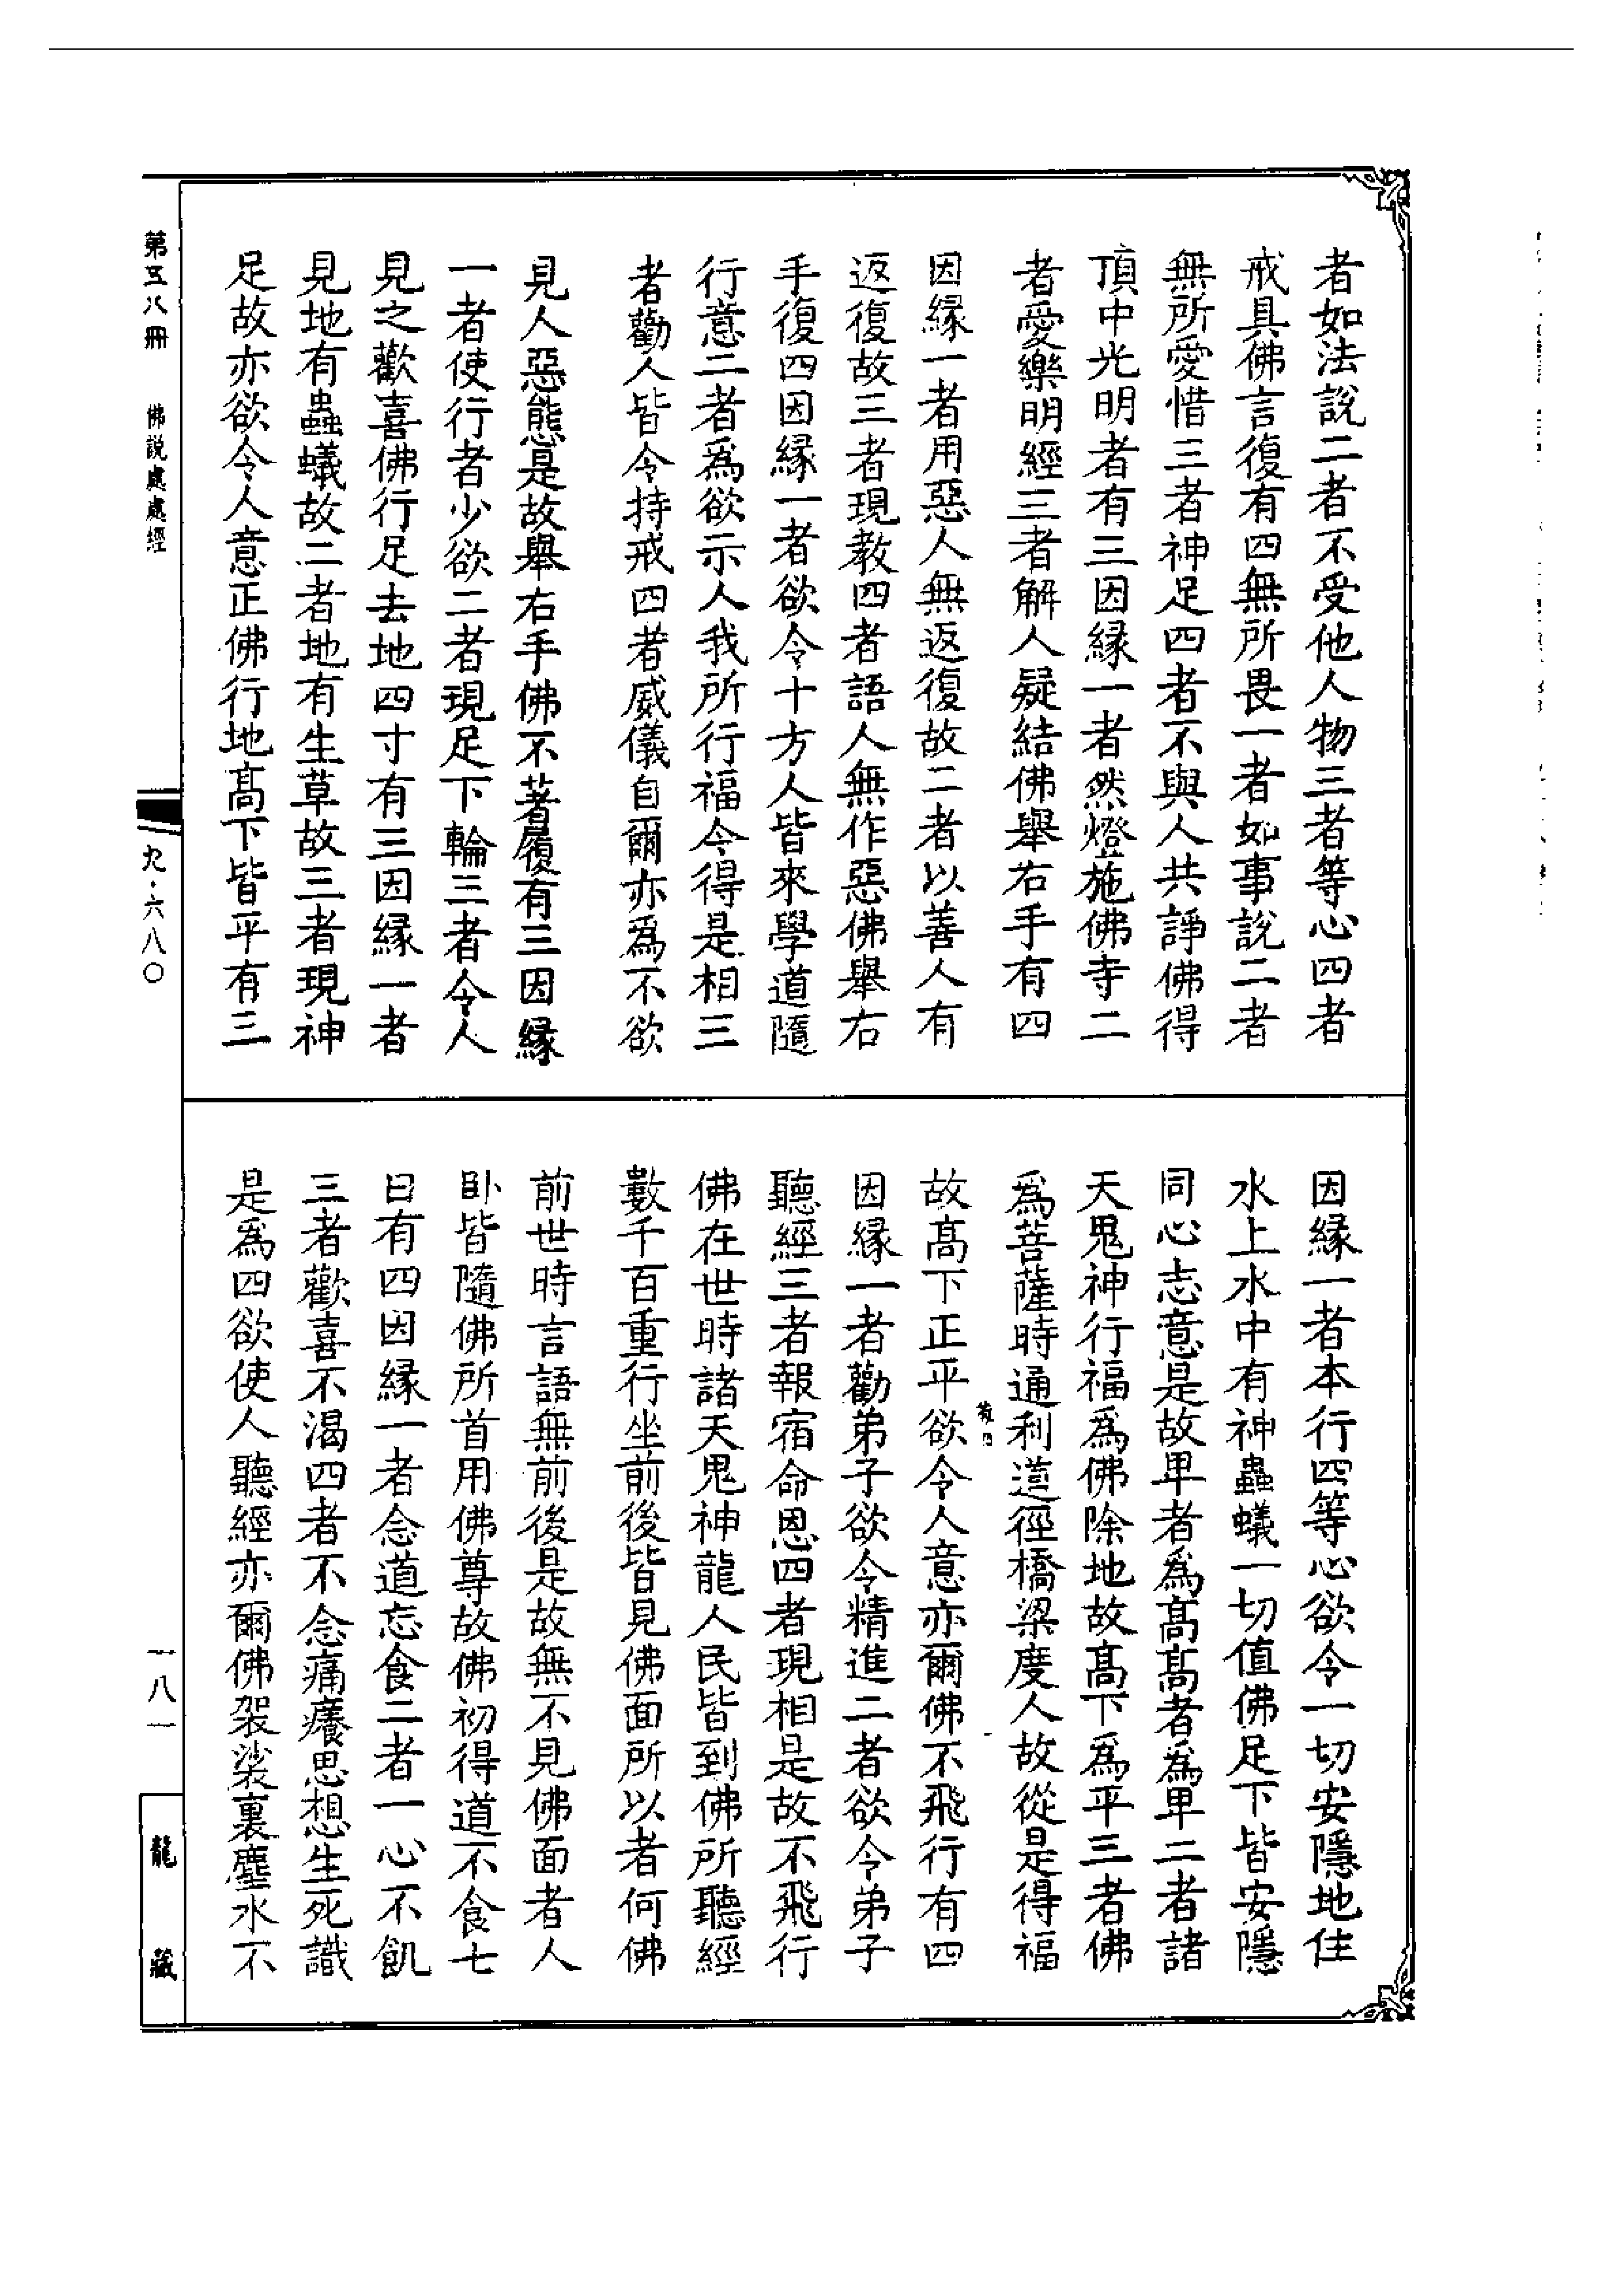 者如法說二者不受他人物三者等心四者
戒具佛言復有四無所畏一者如事說二者
無所愛惜三者神足四者不與人共諍佛得
頂中光明者有三因緣一者然燈施佛寺二
者愛樂明經三者解人疑結佛舉右手有四
因緣一者用惡人無返復故二者以善人有
返復故三者現教四者語人無作惡佛舉右
手復四因緣一者欲令十方人皆來學道隨
行意二者爲欲示人我所行福令得是相三
者勸人皆令持戒四者威儀自爾亦爲不欲
見人惡態是故舉右手佛不著履有三因緣
一者使行者少欲二者現足下輪三者令人
見之歡喜佛行足去地四寸有三因緣一者
見地有蟲蟻故二者地有生草故三者現神
足故亦欲令人意正佛行地髙下皆平有三
因緣一者本行四等心欲令一切安隱地住
水上水中有神蟲蟻一切值佛足下皆安隱
同心志意是故卑者爲髙髙者爲卑二者諸
天鬼神行福爲佛除地故髙下爲平三者佛
爲菩薩時通利道徑橋梁度人故從是得福
故髙下正平欲令人意亦爾佛不飛行有四
因緣一者勸弟子欲令精進二者欲令弟子
聽經三者報宿命恩四者現相是故不飛行
佛在世時諸天鬼神龍人民皆到佛所聽經
數千百重行坐前後皆見佛面所以者何佛
前世時言語無前後是故無不見佛面者人
臥皆隨佛所首用佛尊故佛初得道不食七
日有四因緣一者念道忘食二者一心不飢
三者歡喜不渴四者不念痛癢思想生死識
是爲四欲使人聽經亦爾佛袈裟裏塵水不
第五八冊
佛說處處經
九·六八〇
一八一
龍藏